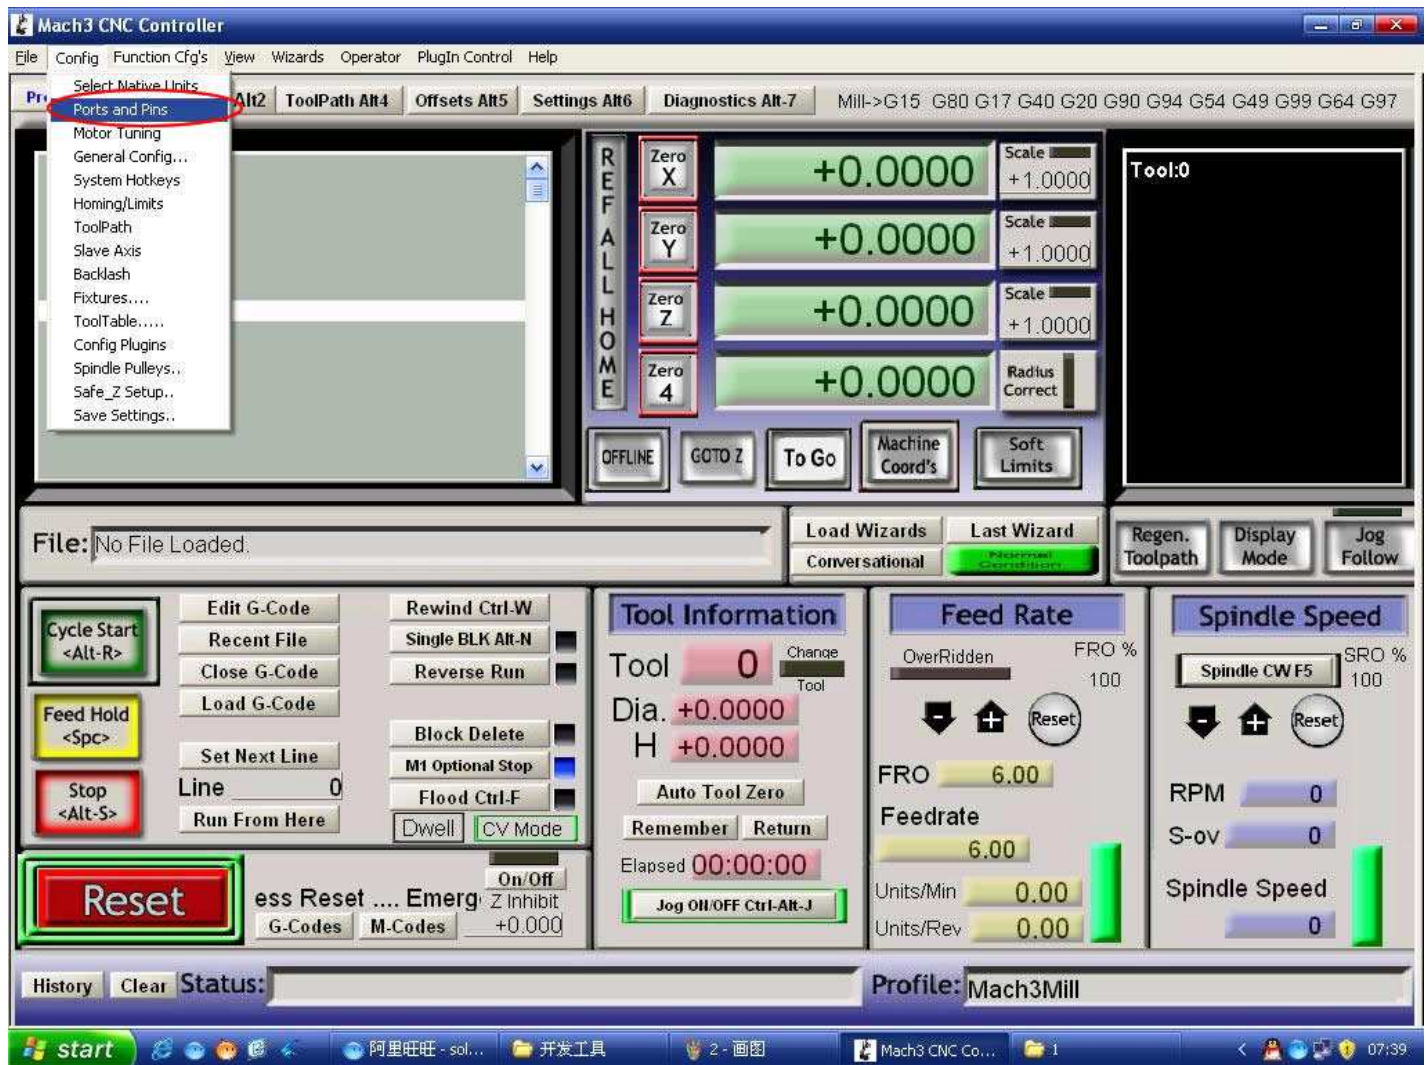 Mach3 CNC Controller
File Config Function Cfg's View Wizards Operator PlugIn Control Help
Select Native Units
Ports and Pins
Motor Tuning
General Config...
System Hotkeys
Homing/Limits
ToolPath
Slave Axis
Backlash
Fixtures....
ToolTable.....
Config Plugins
Spindle Pulleys..
Safe_Z Setup..
Save Settings..
Alt2 ToolPath Alt4 Offsets Alt5 Settings Alt6 Diagnostics Alt-7 Mill->G15 G80 G17 G40 G20 G90 G94 G54 G49 G99 G64 G97
REF ALL HOME
Zero X +0.0000 Scale +1.0000
Zero Y +0.0000 Scale +1.0000
Zero Z +0.0000 Scale +1.0000
Zero 4 +0.0000 Radius Correct
OFFLINE GOTO Z To Go Machine Coord's Soft Limits
Tool:0
File: No File Loaded.
Load Wizards Last Wizard
Conversational Normal Condition
Regen. Toolpath Display Mode Jog Follow
Cycle Start <Alt-R>
Feed Hold <Spc>
Stop <Alt-S>
Edit G-Code
Recent File
Close G-Code
Load G-Code
Set Next Line
Line 0
Run From Here
Rewind Ctrl-W
Single BLK Alt-N
Reverse Run
Block Delete
M1 Optional Stop
Flood Ctrl-F
Dwell CV Mode
Reset
ess Reset .... Emerg
G-Codes M-Codes
On/Off
Z Inhibit
+0.000
Tool Information
Tool 0 Change Tool
Dia. +0.0000
H +0.0000
Auto Tool Zero
Remember Return
Elapsed 00:00:00
Jog ON/OFF Ctrl-Alt-J
Feed Rate
OverRidden FRO %
100
Reset
FRO 6.00
Feedrate
6.00
Units/Min 0.00
Units/Rev 0.00
Spindle Speed
Spindle CW F5 SRO %
100
Reset
RPM 0
S-ov 0
Spindle Speed
0
History Clear Status: Profile: Mach3Mill
start 阿里旺旺 - sol... 开发工具 2 - 画图 Mach3 CNC Co... 1 07:39